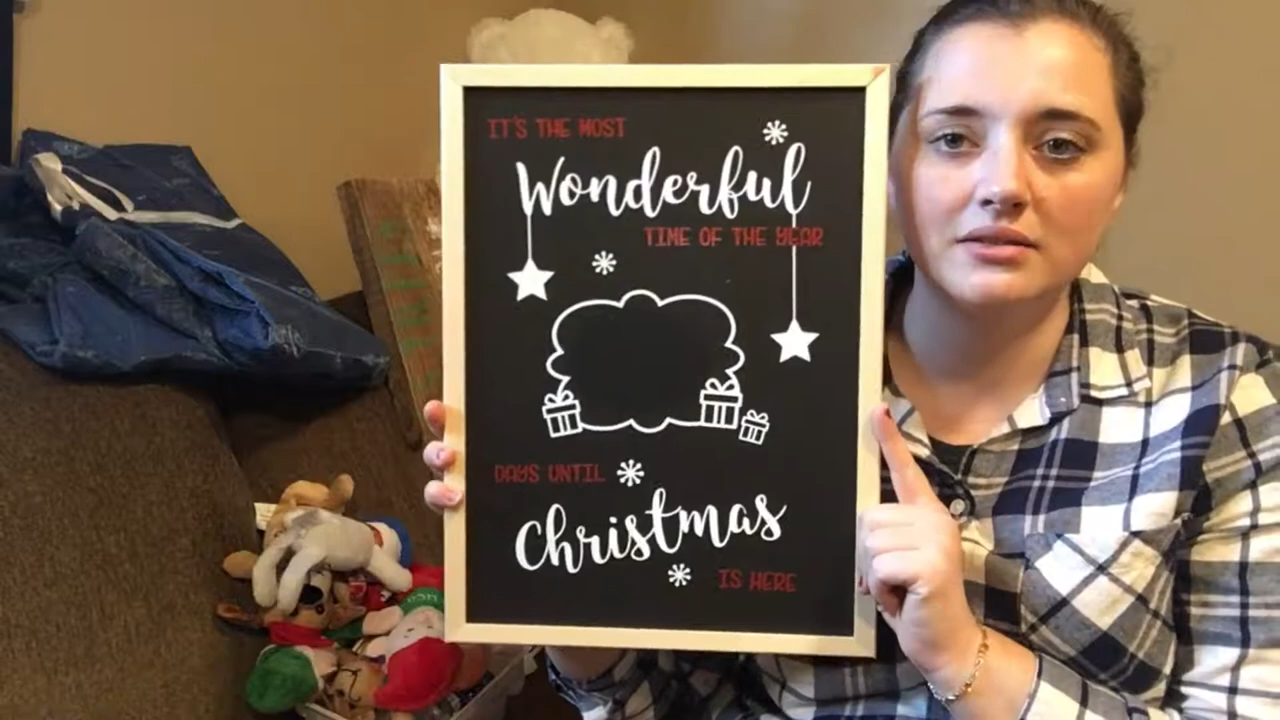 IT'S THE MOST
Wonderful
TIME OF THE YEAR
DAYS UNTIL
Christmas
IS HERE